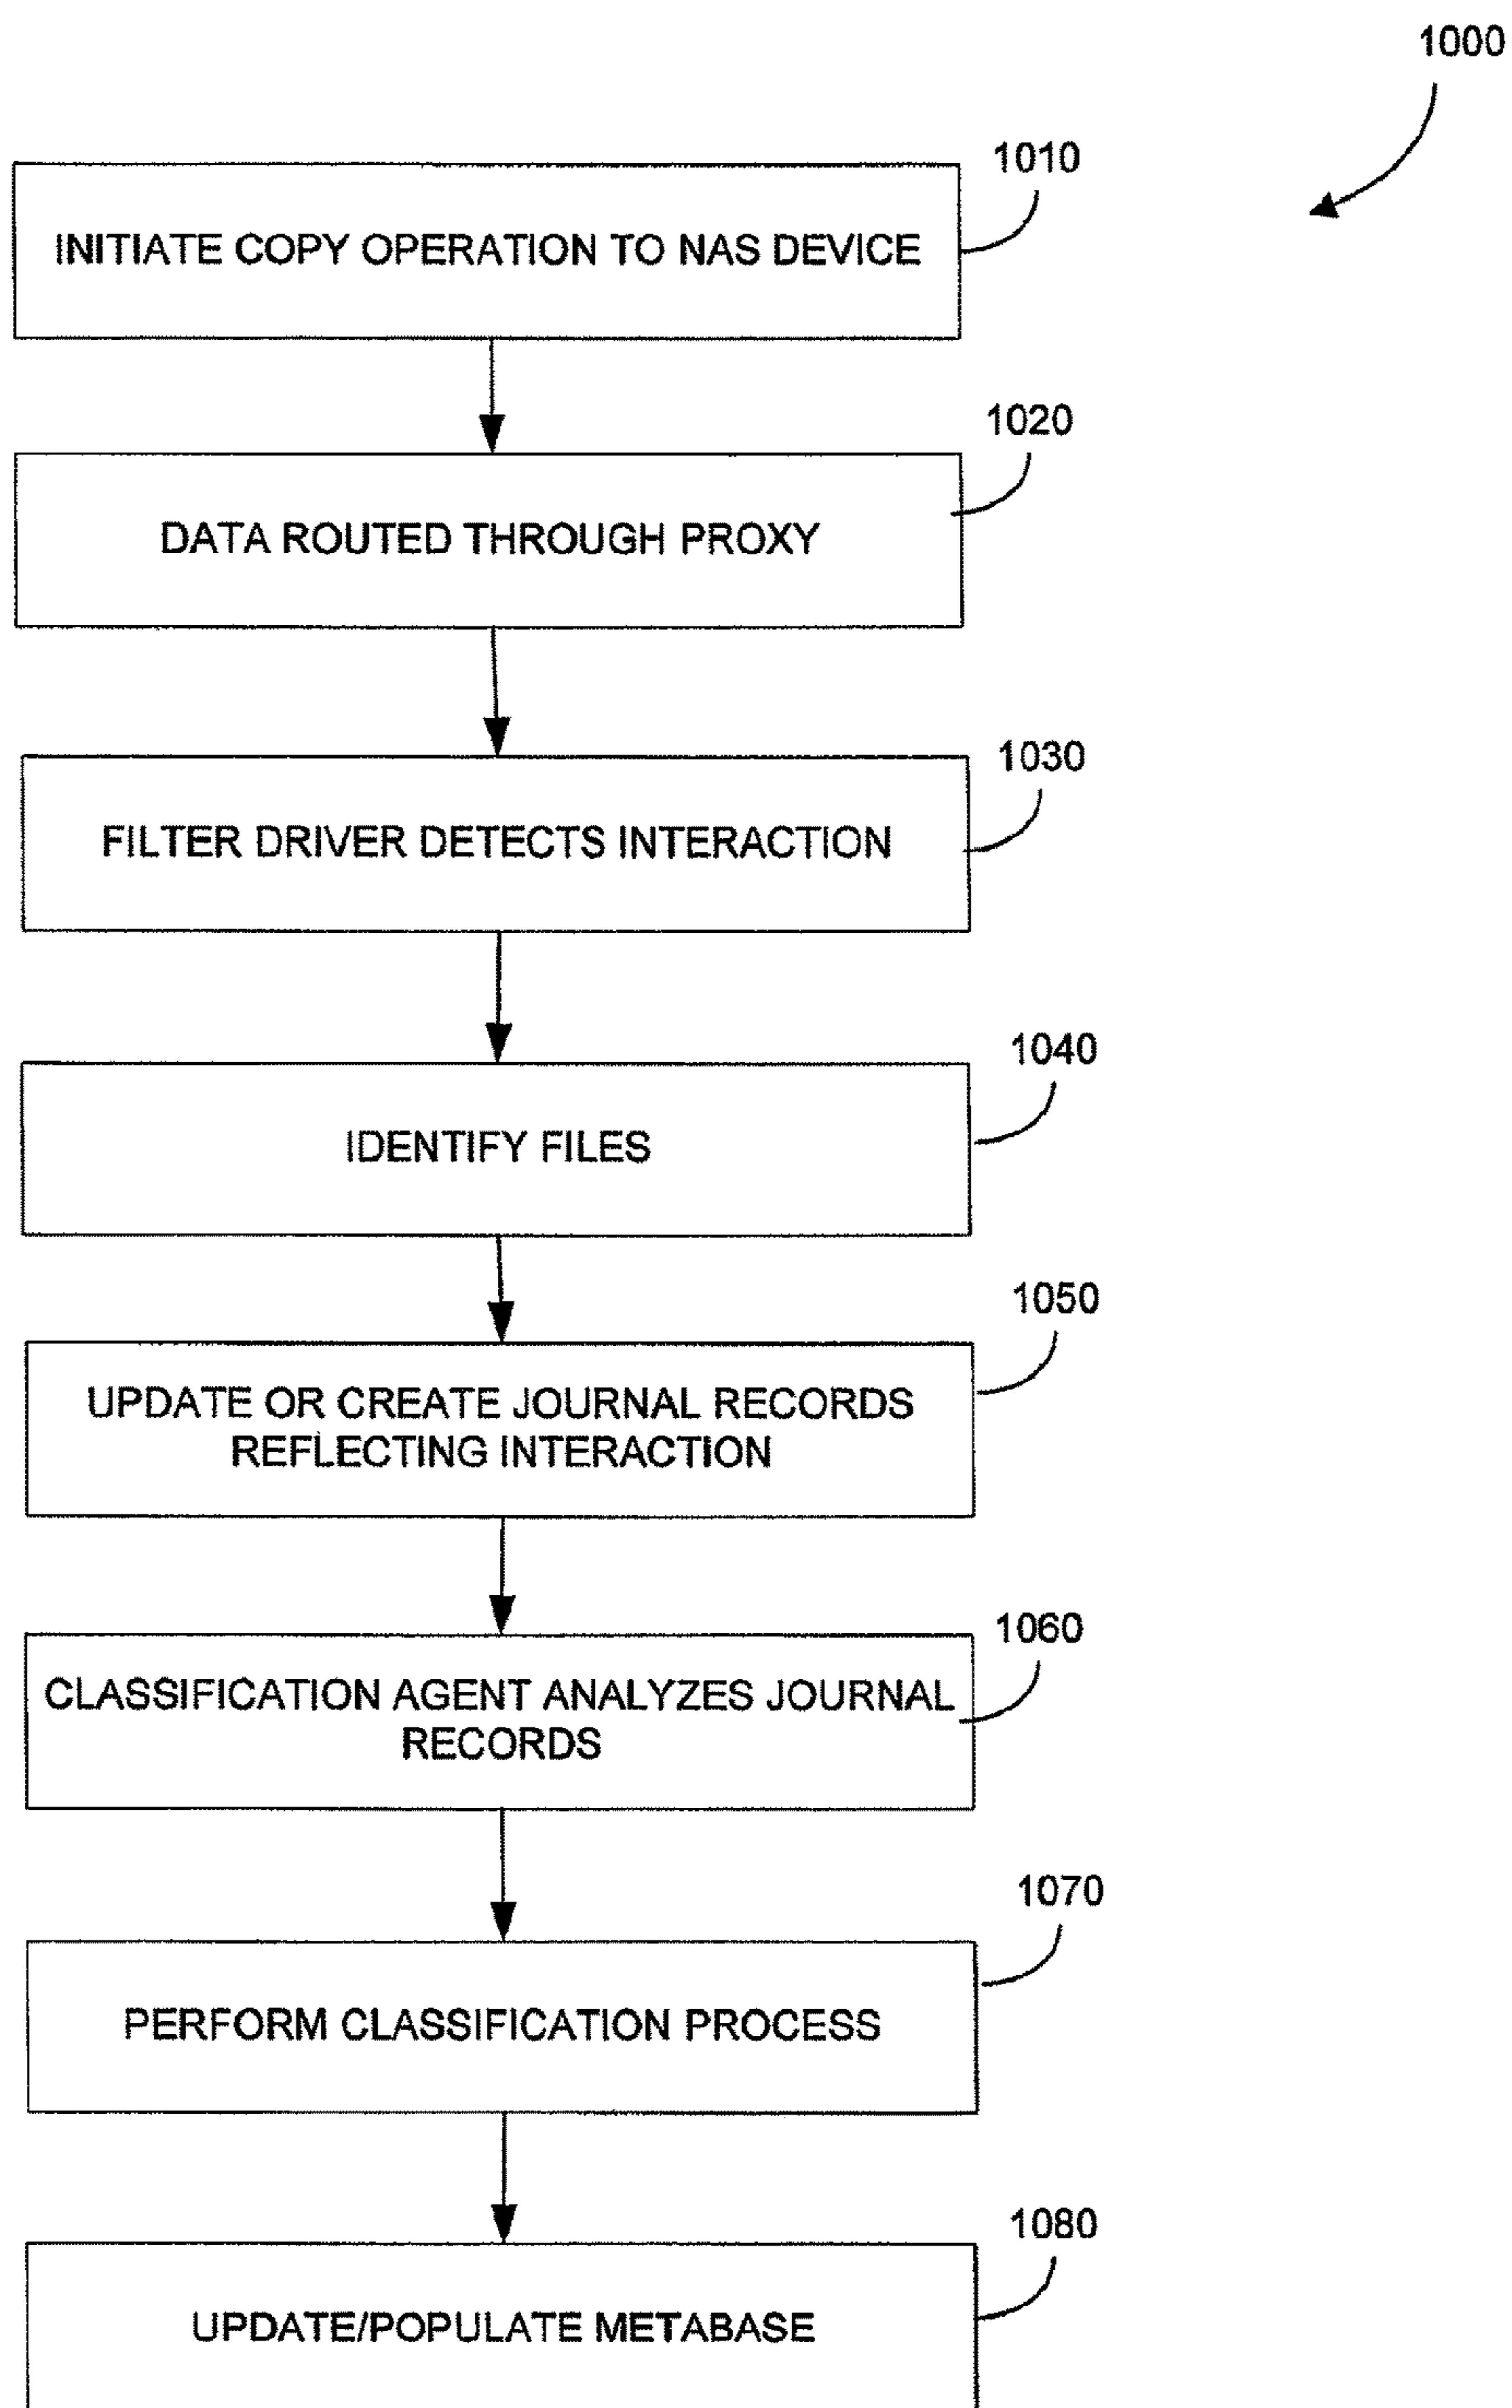 1000
1010
INITIATE COPY OPERATION TO NAS DEVICE
1020
DATA ROUTED THROUGH PROXY
1030
FILTER DRIVER DETECTS INTERACTION
1040
IDENTIFY FILES
1050
UPDATE OR CREATE JOURNAL RECORDS
REFLECTING INTERACTION
1060
CLASSIFICATION AGENT ANALYZES JOURNAL
RECORDS
1070
PERFORM CLASSIFICATION PROCESS
1080
UPDATE/POPULATE METABASE